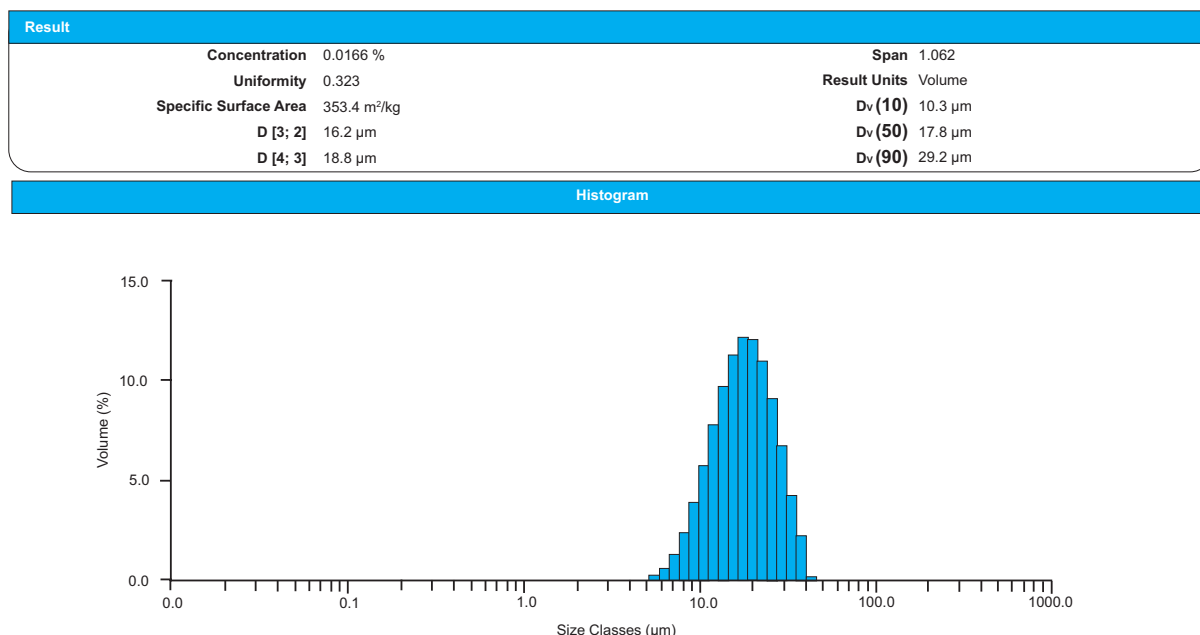 Result
Concentration 0.0166 % Span 1.062
Uniformity 0.323 Result Units Volume
Specific Surface Area 353.4 m²/kg Dv (10) 10.3 µm
D [3; 2] 16.2 µm Dv (50) 17.8 µm
D [4; 3] 18.8 µm Dv (90) 29.2 µm
Histogram
15.0
10.0
5.0
0.0
Volume (%)
0.0 0.1 1.0 10.0 100.0 1000.0
Size Classes (µm)